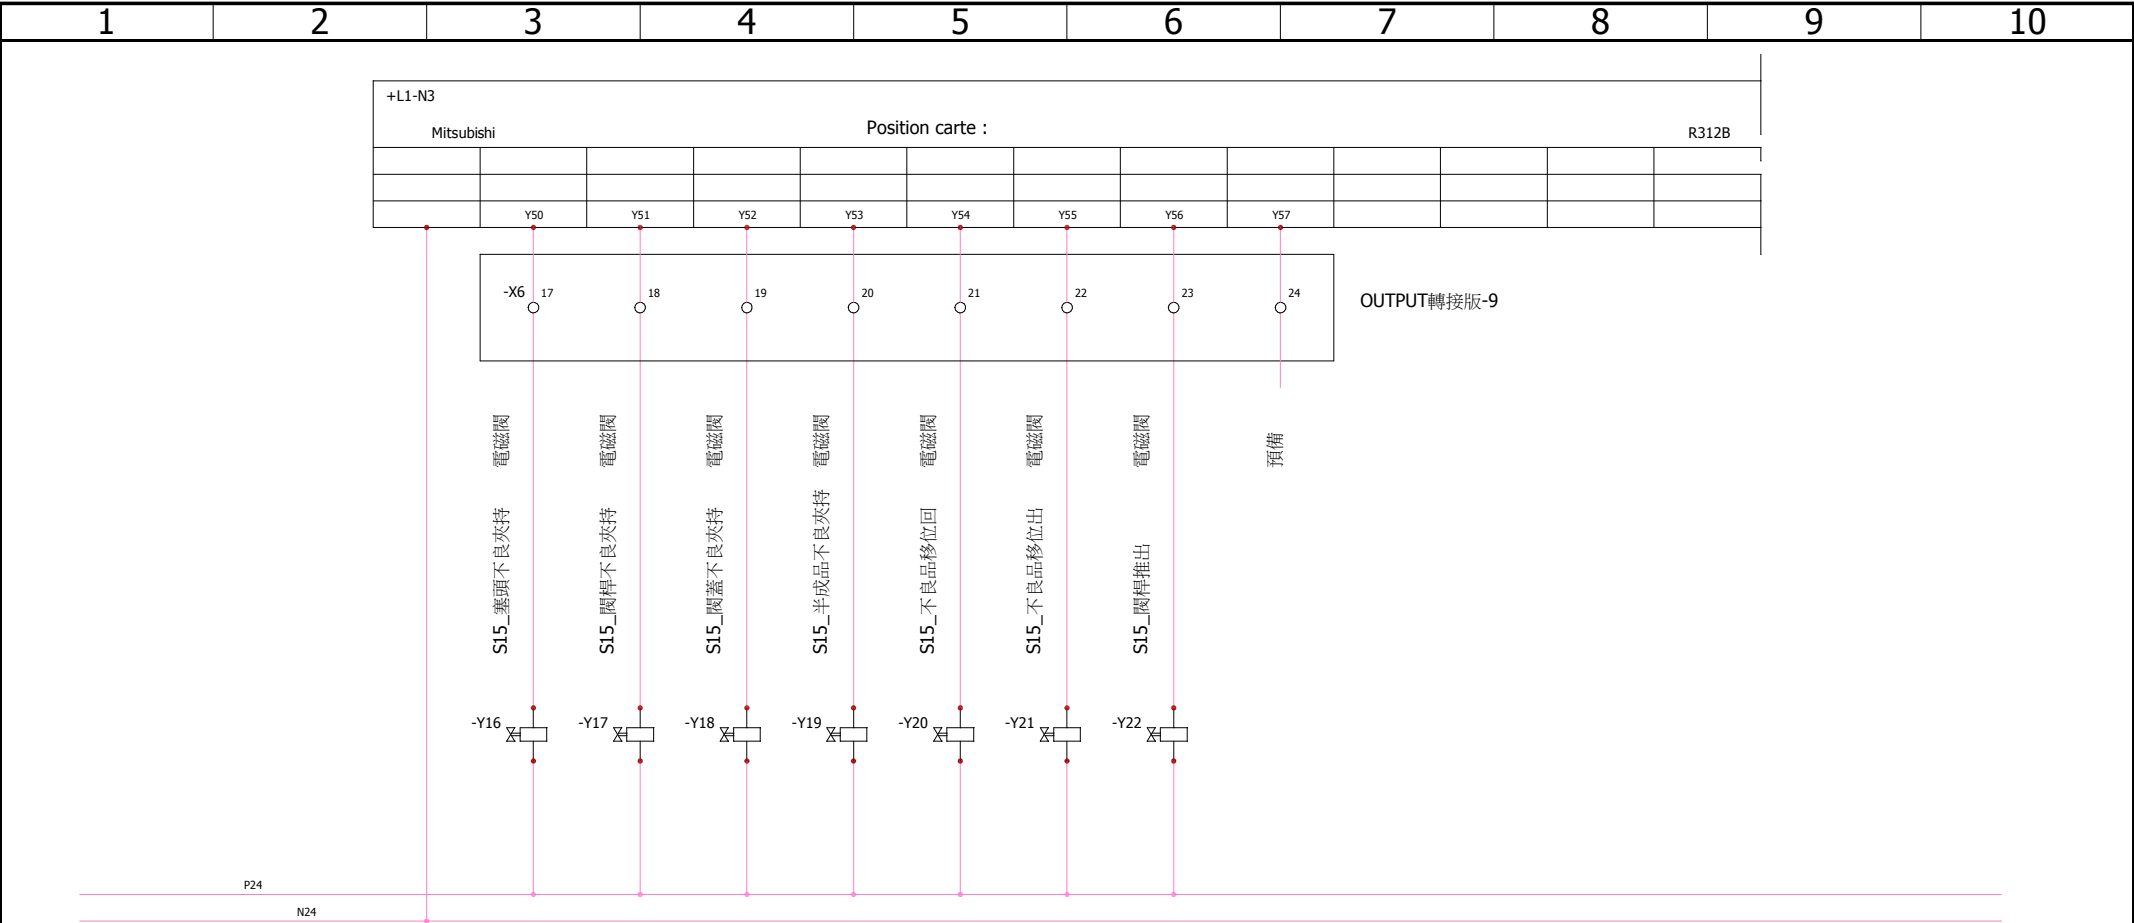 1 2 3 4 5 6 7 8 9 10
+L1-N3
Mitsubishi Position carte : R312B
Y50 Y51 Y52 Y53 Y54 Y55 Y56 Y57
-X6 17 18 19 20 21 22 23 24
OUTPUT轉接版-9
S15_塞頭不良夾持 電磁閥
S15_閥桿不良夾持 電磁閥
S15_閥蓋不良夾持 電磁閥
S15_半成品不良夾持 電磁閥
S15_不良品移位回 電磁閥
S15_不良品移位出 電磁閥
S15_閥桿推出 電磁閥
預備
-Y16 -Y17 -Y18 -Y19 -Y20 -Y21 -Y22
P24
N24